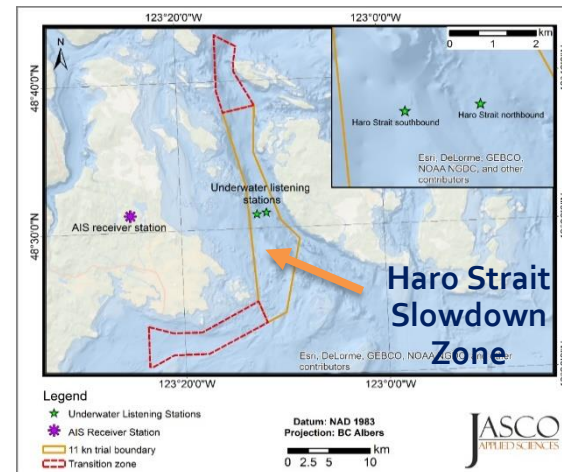 123°20'0"W
123°0'0"W
N
km
0 1 2
48°40'0"N
Haro Strait southbound
Haro Strait northbound
Esri, DeLorme, GEBCO,
NOAA NGDC, and other
contributors
Underwater listening
stations
AIS receiver station
48°30'0"N
Haro Strait
Slowdown
Zone
Esri, DeLorme, GEBCO, NOAA NGDC, and other
contributors
123°20'0"W
123°0'0"W
Legend
Underwater Listening Stations
AIS Receiver Station
11 kn trial boundary
Transition zone
Datum: NAD 1983
Projection: BC Albers
km
0 2.5 5 10
JASCO
APPLIED SCIENCES